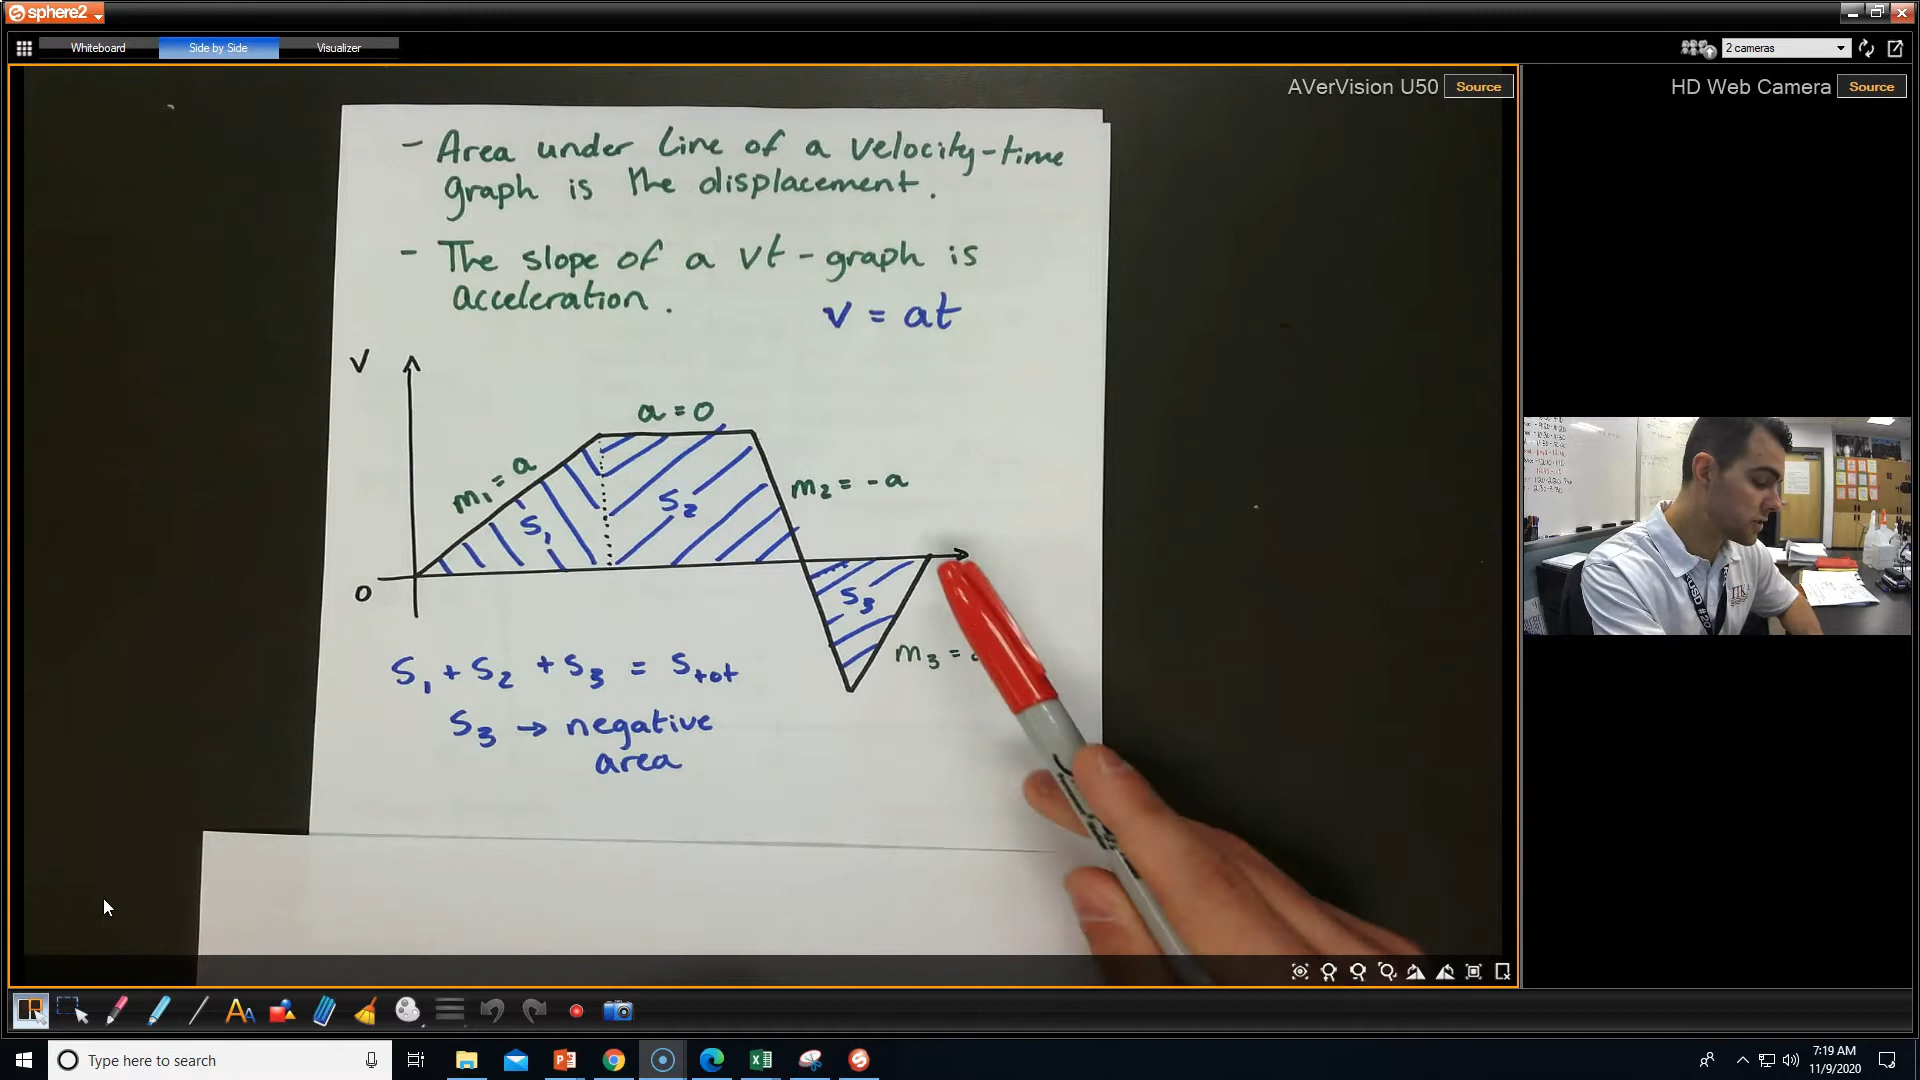 sphere2
Whiteboard
Side by Side
Visualizer
2 cameras
AVerVision U50
Source
HD Web Camera
Source
- Area under line of a velocity-time
graph is the displacement.
- The slope of a vt-graph is
acceleration.
v = at
v
a = 0
m₁ = a
m₂ = -a
S₁
S₂
0
S₃
m₃ =
S₁ + S₂ + S₃ = Stot
S₃ → negative
area
Type here to search
7:19 AM
11/9/2020